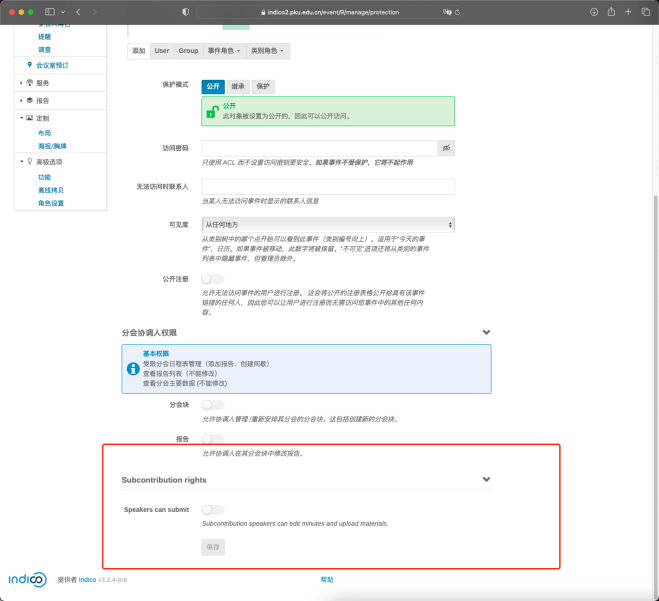 indico2.pku.edu.cn/event/9/manage/protection
提醒
调查
会议室预订
服务
报告
定制
布局
海报/胸牌
高级选项
功能
离线拷贝
角色设置
添加 User Group 事件角色 类别角色
保护模式 公开 继承 保护
公开
此对象被设置为公开的，因此可以公开访问。
访问密码
只使用 ACL 而不设置访问密钥更安全。如果事件不受保护，它将不起作用
无法访问时联系人
当某人无法访问事件时显示的联系人信息
可见度 从任何地方
从类别树中的哪个点开始可以看到此事件（类别编号向上）。适用于"今天的事
件"，日历。如果事件被移动，此数字将被保留。"不可见"选项还将从类别的事件
列表中隐藏事件，但管理员除外。
公开注册
允许无法访问事件的用户进行注册。 这会将公开的注册表格公开给具有该事件
链接的任何人，因此您可以让用户进行注册而无需访问您事件中的其他任何内
容。
分会协调人权限
基本权限
受限分会日程表管理（添加报告、创建间歇）
查看报告列表（不能修改）
查看分会主要数据 (不能修改)
分会块
允许协调人管理 /重新安排其分会的分会块。这包括创建新的分会块。
报告
允许协调人在其分会块中修改报告。
Subcontribution rights
Speakers can submit
Subcontribution speakers can edit minutes and upload materials.
保存
indico 提供者 Indico v3.2.4-pre 帮助